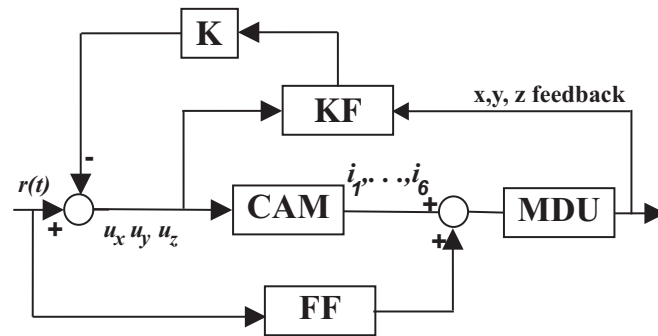 K
KF
x,y, z feedback
-
r(t)
+
u_x u_y u_z
CAM
i_1,. . .,i_6
+
+
MDU
FF